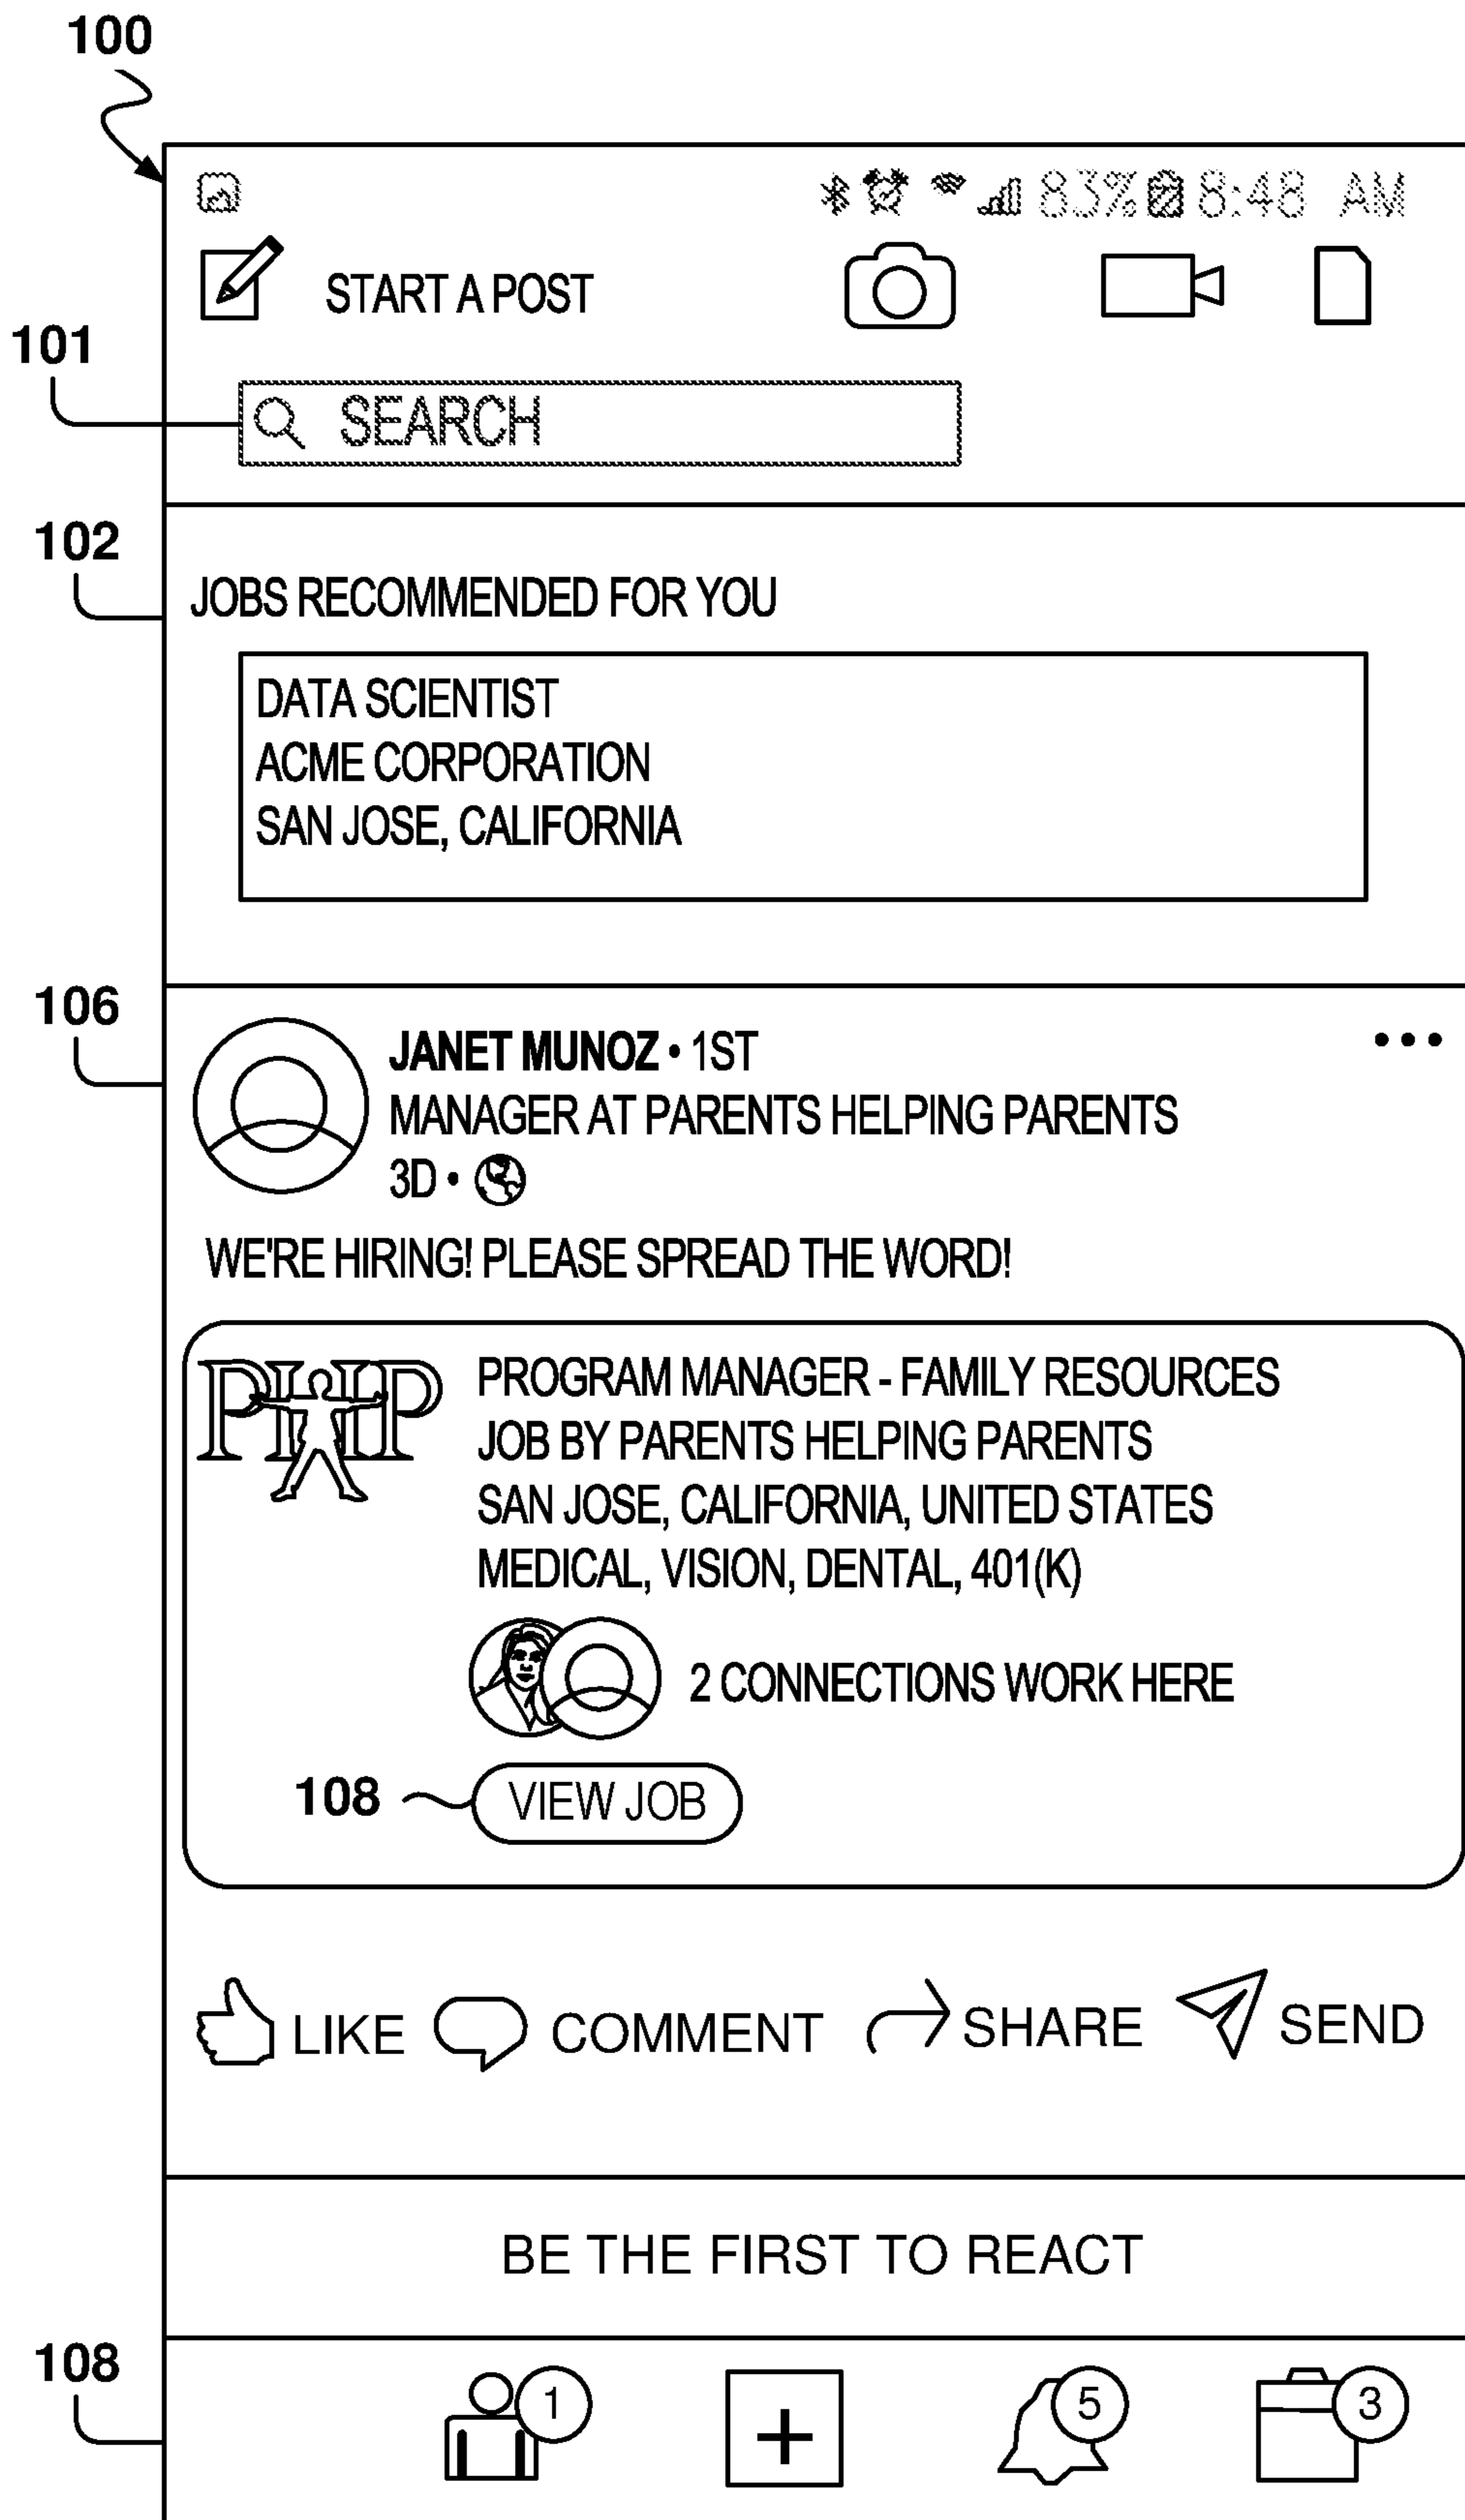 100
83% 8:48 AM
START A POST
101
SEARCH
102
JOBS RECOMMENDED FOR YOU
DATA SCIENTIST
ACME CORPORATION
SAN JOSE, CALIFORNIA
106
JANET MUNOZ • 1ST
MANAGER AT PARENTS HELPING PARENTS
3D •
WE'RE HIRING! PLEASE SPREAD THE WORD!
PHP
PROGRAM MANAGER - FAMILY RESOURCES
JOB BY PARENTS HELPING PARENTS
SAN JOSE, CALIFORNIA, UNITED STATES
MEDICAL, VISION, DENTAL, 401(K)
2 CONNECTIONS WORK HERE
108 VIEW JOB
LIKE COMMENT SHARE SEND
BE THE FIRST TO REACT
108
1 5 3